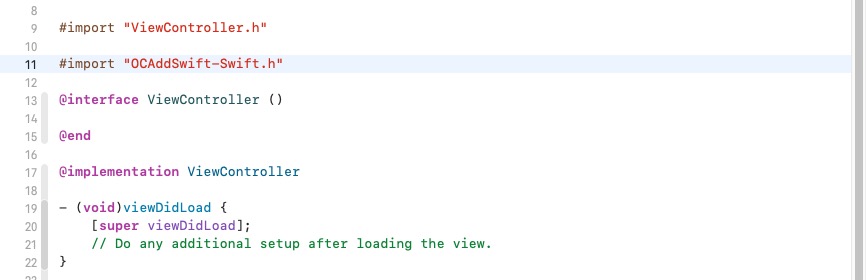 8
9 #import "ViewController.h"
10
11 #import "OCAddSwift-Swift.h"
12
13 @interface ViewController ()
14
15 @end
16
17 @implementation ViewController
18
19 - (void)viewDidLoad {
20 [super viewDidLoad];
21 // Do any additional setup after loading the view.
22 }